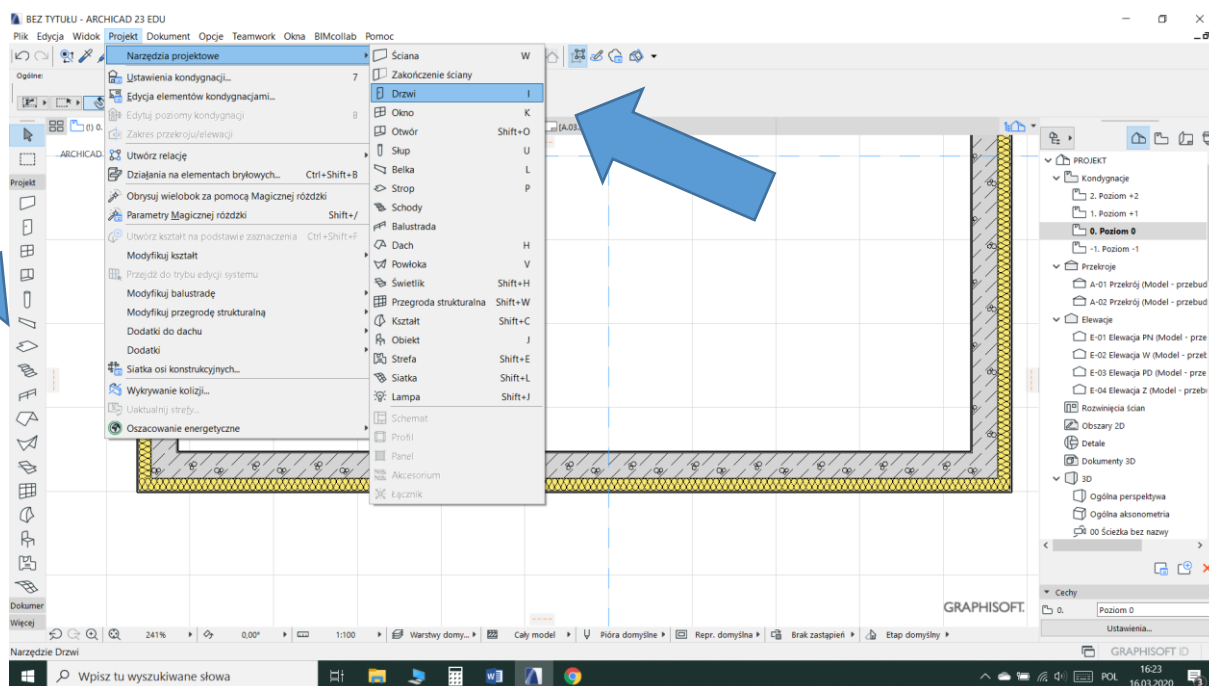 BEZ TYTUŁU - ARCHICAD 23 EDU
Plik Edycja Widok Projekt Dokument Opcje Teamwork Okna BIMcollab Pomoc
Ogólne:
(!) 0.
[A.03.
ARCHICAD
Narzędzia projektowe
Ustawienia kondygnacji... 7
Edycja elementów kondygnacjami...
Edytuj poziomy kondygnacji 8
Zakres przekroju/elewacji
Utwórz relację
Działania na elementach bryłowych... Ctrl+Shift+B
Obrysuj wielobok za pomocą Magicznej różdżki
Parametry Magicznej różdżki Shift+/
Utwórz kształt na podstawie zaznaczenia Ctrl+Shift+F
Modyfikuj kształt
Przejdź do trybu edycji systemu
Modyfikuj balustradę
Modyfikuj przegrodę strukturalną
Dodatki do dachu
Dodatki
Siatka osi konstrukcyjnych...
Wykrywanie kolizji...
Uaktualnij strefy...
Oszacowanie energetyczne
Ściana W
Zakończenie ściany
Drzwi I
Okno K
Otwór Shift+O
Słup U
Belka L
Strop P
Schody
Balustrada
Dach H
Powłoka V
Świetlik Shift+H
Przegroda strukturalna Shift+W
Kształt Shift+C
Obiekt J
Strefa Shift+E
Siatka Shift+L
Lampa Shift+J
Schemat
Profil
Panel
Akcesorium
Łącznik
Projekt
Dokumer
Więcej
PROJEKT
Kondygnacje
2. Poziom +2
1. Poziom +1
0. Poziom 0
-1. Poziom -1
Przekroje
A-01 Przekrój (Model - przebud
A-02 Przekrój (Model - przebud
Elewacje
E-01 Elewacja PN (Model - prze
E-02 Elewacja W (Model - przeb
E-03 Elewacja PD (Model - prze
E-04 Elewacja Z (Model - przebu
Rozwinięcia ścian
Obszary 2D
Detale
Dokumenty 3D
3D
Ogólna perspektywa
Ogólna aksonometria
00 Ścieżka bez nazwy
Cechy
0. Poziom 0
Ustawienia...
GRAPHISOFT.
241% 0,00° 1:100 Warstwy domy... Cały model Pióra domyślne Repr. domyślna Brak zastąpień Etap domyślny
Narzędzie Drzwi
GRAPHISOFT ID
Wpisz tu wyszukiwane słowa
POL
16:23
16.03.2020
3